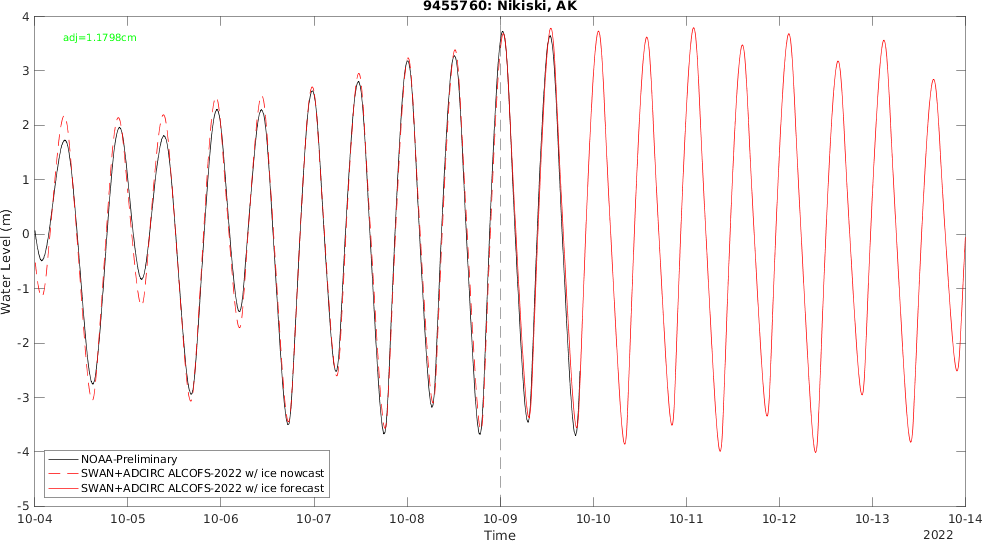 9455760: Nikiski, AK
adj=1.1798cm
Water Level (m)
4
3
2
1
0
-1
-2
-3
-4
-5
NOAA-Preliminary
SWAN+ADCIRC ALCOFS-2022 w/ ice nowcast
SWAN+ADCIRC ALCOFS-2022 w/ ice forecast
10-04 10-05 10-06 10-07 10-08 10-09 10-10 10-11 10-12 10-13 10-14
Time
2022